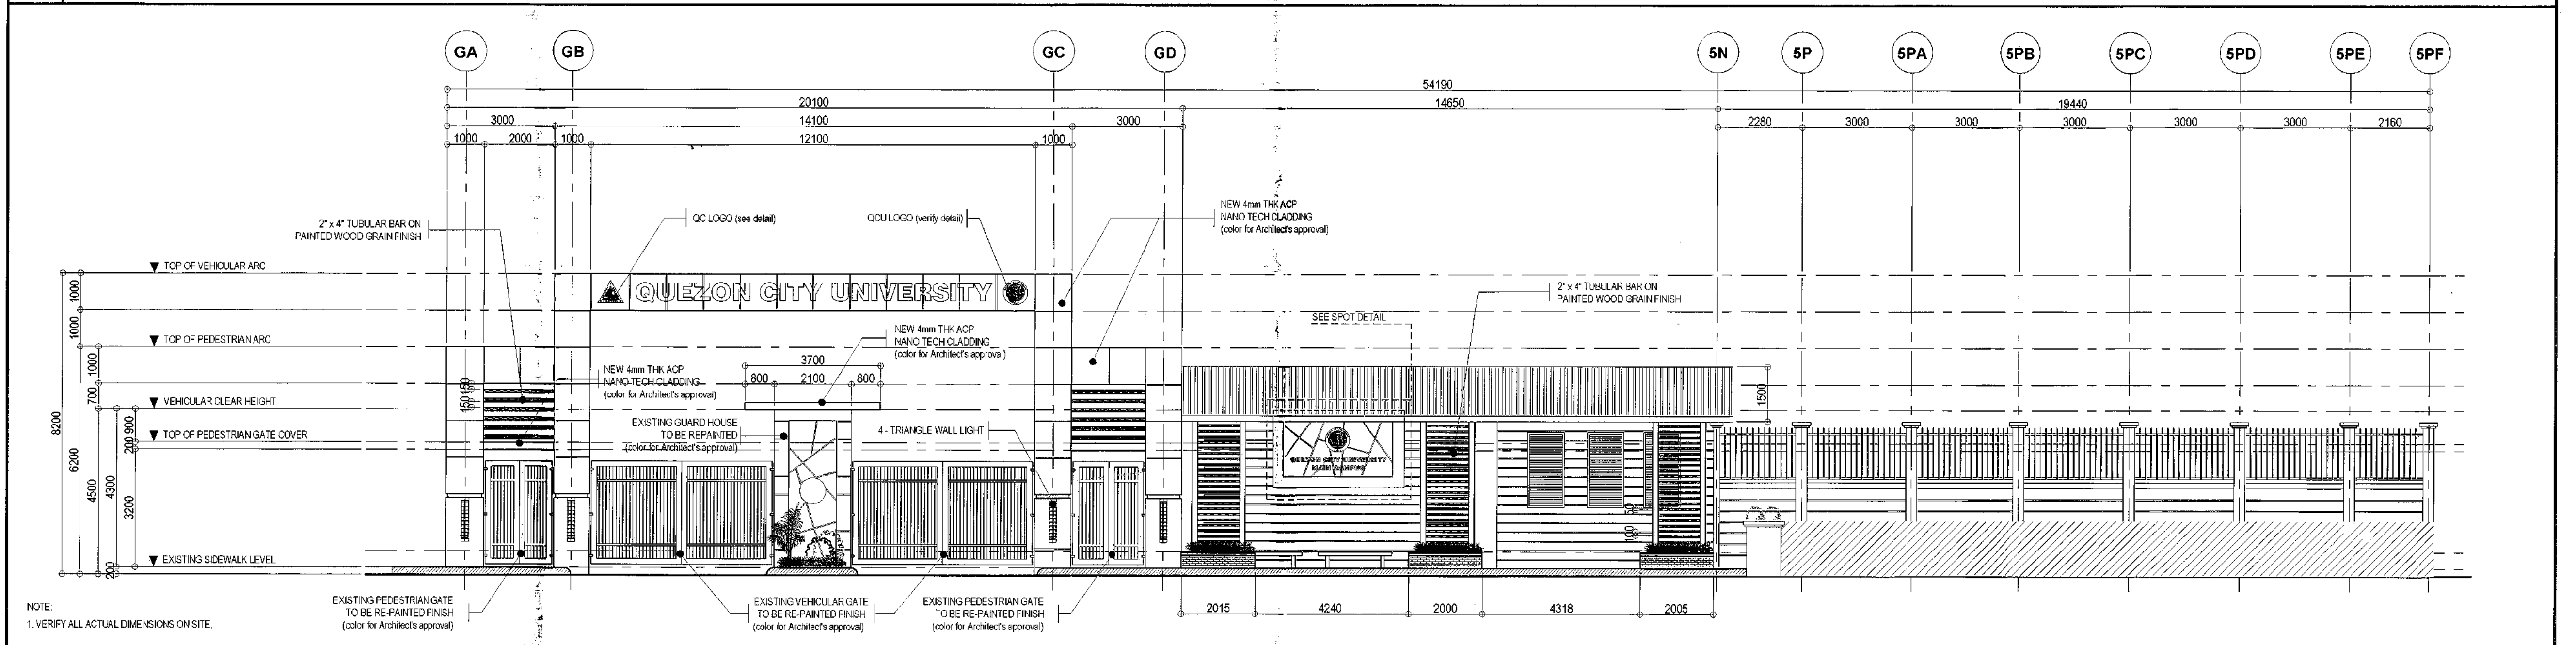 GA
GB
GC
GD
5N
5P
5PA
5PB
5PC
5PD
5PE
5PF
54190
20100
14650
19440
3000
14100
3000
2280
3000
3000
3000
3000
2160
1000
2000
1000
12100
1000
2" x 4" TUBULAR BAR ON
PAINTED WOOD GRAIN FINISH
QC LOGO (see detail)
QCU LOGO (verify detail)
NEW 4mm THK ACP
NANO TECH CLADDING
(color for Architect's approval)
TOP OF VEHICULAR ARC
QUEZON CITY UNIVERSITY
2" x 4" TUBULAR BAR ON
PAINTED WOOD GRAIN FINISH
SEE SPOT DETAIL
TOP OF PEDESTRIAN ARC
NEW 4mm THK ACP
NANO TECH CLADDING
(color for Architect's approval)
NEW 4mm THK ACP
NANO TECH CLADDING
(color for Architect's approval)
3700
800
2100
800
VEHICULAR CLEAR HEIGHT
TOP OF PEDESTRIAN GATE COVER
EXISTING GUARD HOUSE
TO BE REPAINTED
(color for Architect's approval)
4 - TRIANGLE WALL LIGHT
QUEZON CITY UNIVERSITY
MAIN CAMPUS
1500
8200
1000
1000
6200
1000
700
4500
4300
900
200
3200
200
150
EXISTING SIDEWALK LEVEL
50
100
EXISTING PEDESTRIAN GATE
TO BE RE-PAINTED FINISH
(color for Architect's approval)
EXISTING VEHICULAR GATE
TO BE RE-PAINTED FINISH
(color for Architect's approval)
EXISTING PEDESTRIAN GATE
TO BE RE-PAINTED FINISH
(color for Architect's approval)
2015
4240
2000
4318
2005
NOTE:
1. VERIFY ALL ACTUAL DIMENSIONS ON SITE.